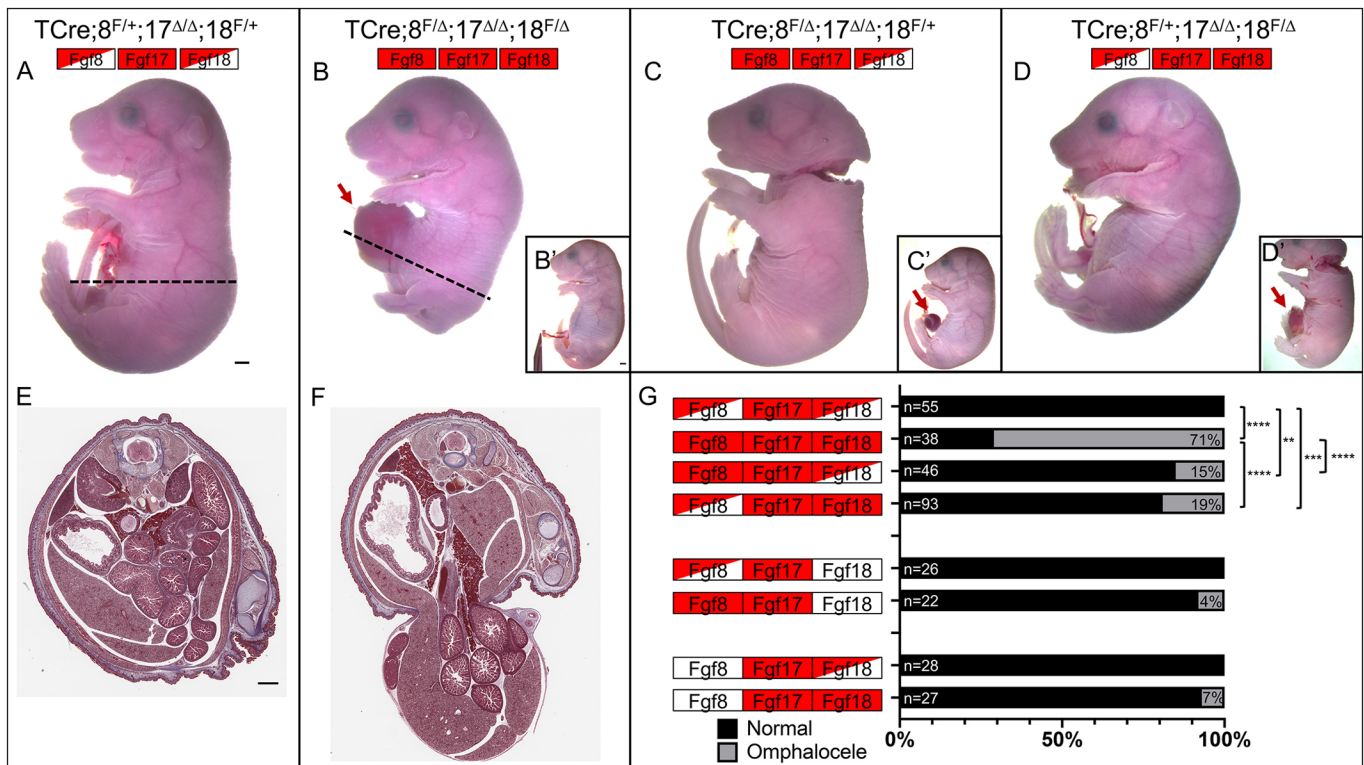 TCre;8F/+;17Δ/Δ;18F/+
Fgf8 Fgf17 Fgf18
A
TCre;8F/Δ;17Δ/Δ;18F/Δ
Fgf8 Fgf17 Fgf18
B
B'
TCre;8F/Δ;17Δ/Δ;18F/+
Fgf8 Fgf17 Fgf18
C
C'
TCre;8F/+;17Δ/Δ;18F/Δ
Fgf8 Fgf17 Fgf18
D
D'
E
F
G
Fgf8 Fgf17 Fgf18 n=55
Fgf8 Fgf17 Fgf18 n=38 71%
Fgf8 Fgf17 Fgf18 n=46 15%
Fgf8 Fgf17 Fgf18 n=93 19%
**** ** *** ****
****
Fgf8 Fgf17 Fgf18 n=26
Fgf8 Fgf17 Fgf18 n=22 4%
Fgf8 Fgf17 Fgf18 n=28
Fgf8 Fgf17 Fgf18 n=27 7%
Normal
Omphalocele
0% 50% 100%